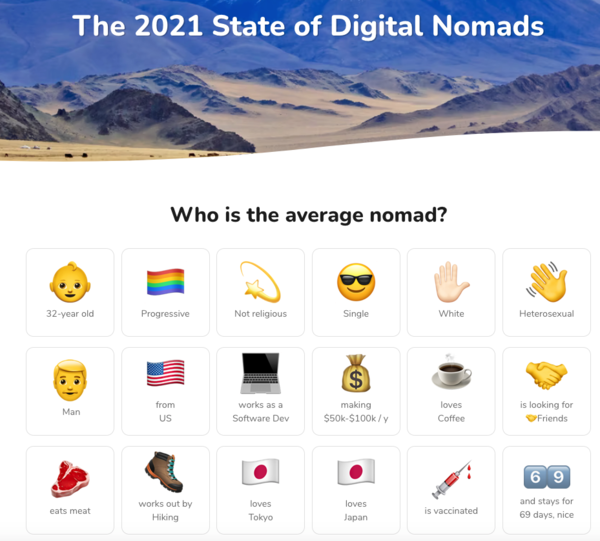 The 2021 State of Digital Nomads
Who is the average nomad?
32-year old
Progressive
Not religious
Single
White
Heterosexual
Man
from
US
works as a
Software Dev
making
$50k-$100k / y
loves
Coffee
is looking for
🤝Friends
eats meat
works out by
Hiking
loves
Tokyo
loves
Japan
is vaccinated
6 9
and stays for
69 days, nice